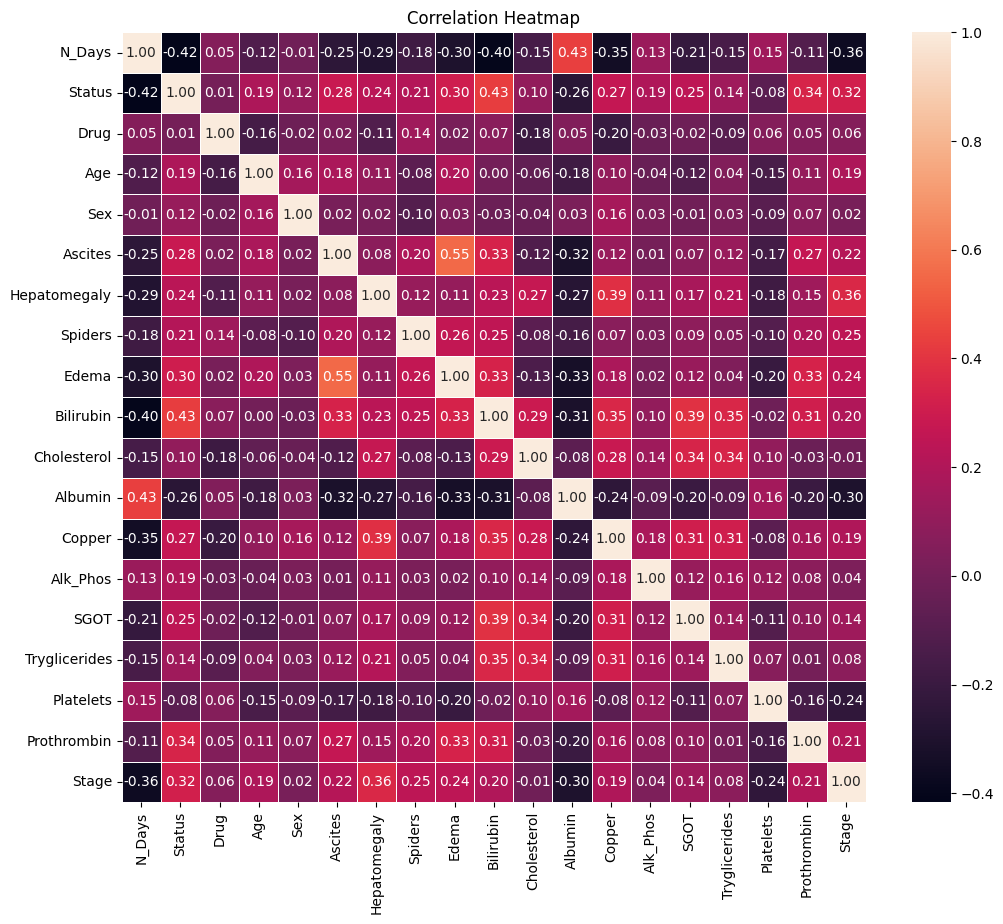 Correlation Heatmap
N_Days 1.00 -0.42 0.05 -0.12 -0.01 -0.25 -0.29 -0.18 -0.30 -0.40 -0.15 0.43 -0.35 0.13 -0.21 -0.15 0.15 -0.11 -0.36
Status -0.42 1.00 0.01 0.19 0.12 0.28 0.24 0.21 0.30 0.43 0.10 -0.26 0.27 0.19 0.25 0.14 -0.08 0.34 0.32
Drug 0.05 0.01 1.00 -0.16 -0.02 0.02 -0.11 0.14 0.02 0.07 -0.18 0.05 -0.20 -0.03 -0.02 -0.09 0.06 0.05 0.06
Age -0.12 0.19 -0.16 1.00 0.16 0.18 0.11 -0.08 0.20 0.00 -0.06 -0.18 0.10 -0.04 -0.12 0.04 -0.15 0.11 0.19
Sex -0.01 0.12 -0.02 0.16 1.00 0.02 0.02 -0.10 0.03 -0.03 -0.04 0.03 0.16 0.03 -0.01 0.03 -0.09 0.07 0.02
Ascites -0.25 0.28 0.02 0.18 0.02 1.00 0.08 0.20 0.55 0.33 -0.12 -0.32 0.12 0.01 0.07 0.12 -0.17 0.27 0.22
Hepatomegaly -0.29 0.24 -0.11 0.11 0.02 0.08 1.00 0.12 0.11 0.23 0.27 -0.27 0.39 0.11 0.17 0.21 -0.18 0.15 0.36
Spiders -0.18 0.21 0.14 -0.08 -0.10 0.20 0.12 1.00 0.26 0.25 -0.08 -0.16 0.07 0.03 0.09 0.05 -0.10 0.20 0.25
Edema -0.30 0.30 0.02 0.20 0.03 0.55 0.11 0.26 1.00 0.33 -0.13 -0.33 0.18 0.02 0.12 0.04 -0.20 0.33 0.24
Bilirubin -0.40 0.43 0.07 0.00 -0.03 0.33 0.23 0.25 0.33 1.00 0.29 -0.31 0.35 0.10 0.39 0.35 -0.02 0.31 0.20
Cholesterol -0.15 0.10 -0.18 -0.06 -0.04 -0.12 0.27 -0.08 -0.13 0.29 1.00 -0.08 0.28 0.14 0.34 0.34 0.10 -0.03 -0.01
Albumin 0.43 -0.26 0.05 -0.18 0.03 -0.32 -0.27 -0.16 -0.33 -0.31 -0.08 1.00 -0.24 -0.09 -0.20 -0.09 0.16 -0.20 -0.30
Copper -0.35 0.27 -0.20 0.10 0.16 0.12 0.39 0.07 0.18 0.35 0.28 -0.24 1.00 0.18 0.31 0.31 -0.08 0.16 0.19
Alk_Phos 0.13 0.19 -0.03 -0.04 0.03 0.01 0.11 0.03 0.02 0.10 0.14 -0.09 0.18 1.00 0.12 0.16 0.12 0.08 0.04
SGOT -0.21 0.25 -0.02 -0.12 -0.01 0.07 0.17 0.09 0.12 0.39 0.34 -0.20 0.31 0.12 1.00 0.14 -0.11 0.10 0.14
Tryglicerides -0.15 0.14 -0.09 0.04 0.03 0.12 0.21 0.05 0.04 0.35 0.34 -0.09 0.31 0.16 0.14 1.00 0.07 0.01 0.08
Platelets 0.15 -0.08 0.06 -0.15 -0.09 -0.17 -0.18 -0.10 -0.20 -0.02 0.10 0.16 -0.08 0.12 -0.11 0.07 1.00 -0.16 -0.24
Prothrombin -0.11 0.34 0.05 0.11 0.07 0.27 0.15 0.20 0.33 0.31 -0.03 -0.20 0.16 0.08 0.10 0.01 -0.16 1.00 0.21
Stage -0.36 0.32 0.06 0.19 0.02 0.22 0.36 0.25 0.24 0.20 -0.01 -0.30 0.19 0.04 0.14 0.08 -0.24 0.21 1.00
N_Days Status Drug Age Sex Ascites Hepatomegaly Spiders Edema Bilirubin Cholesterol Albumin Copper Alk_Phos SGOT Tryglicerides Platelets Prothrombin Stage
1.0
0.8
0.6
0.4
0.2
0.0
−0.2
−0.4